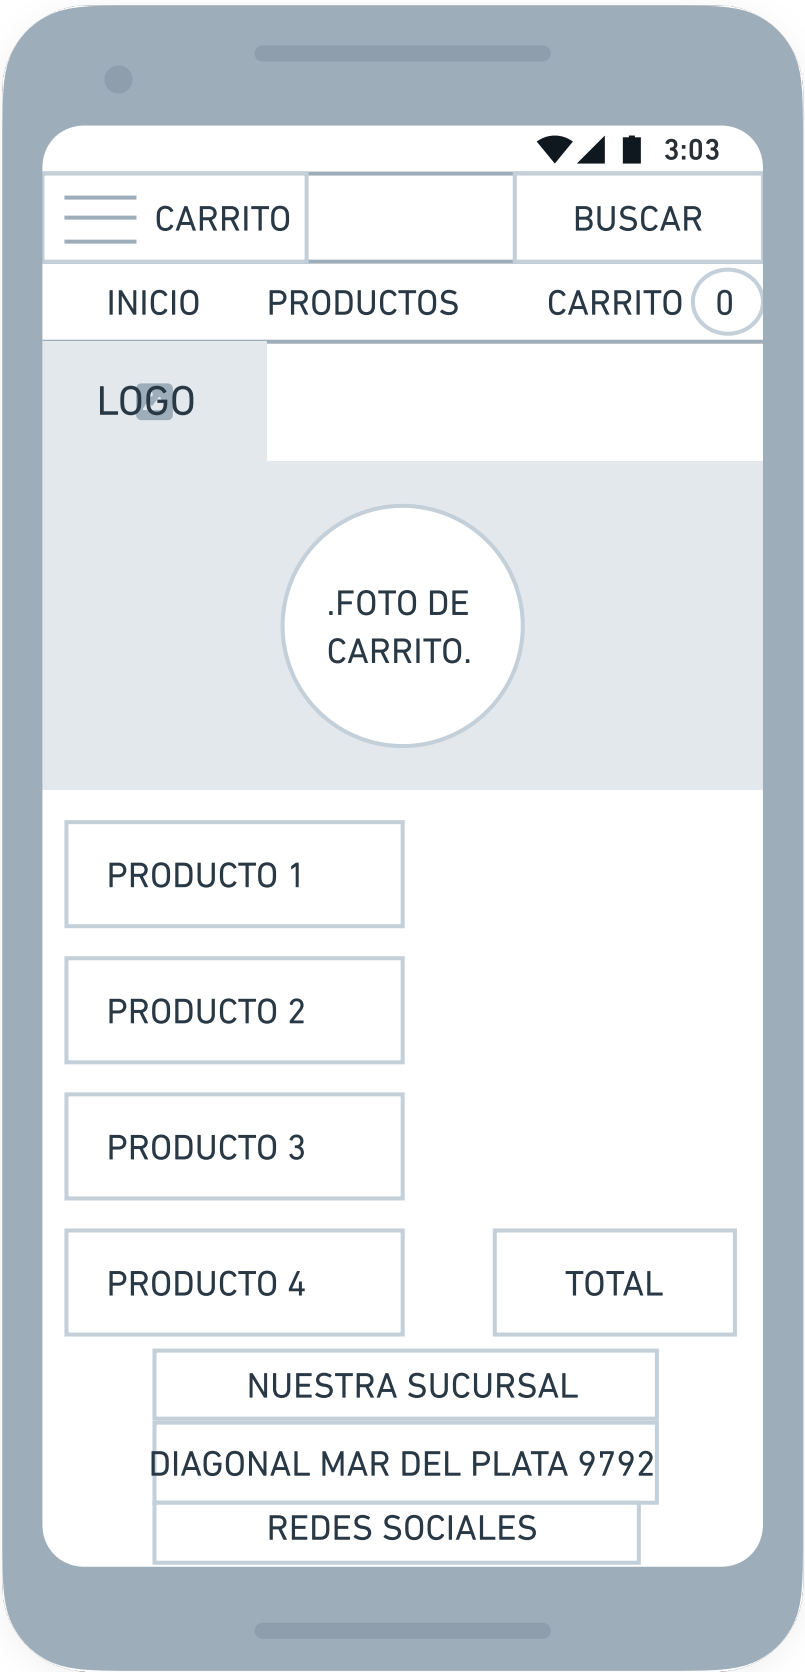 3:03
CARRITO
BUSCAR
INICIO PRODUCTOS CARRITO 0
LOGO
.FOTO DE
CARRITO.
PRODUCTO 1
PRODUCTO 2
PRODUCTO 3
PRODUCTO 4
TOTAL
NUESTRA SUCURSAL
DIAGONAL MAR DEL PLATA 9792
REDES SOCIALES